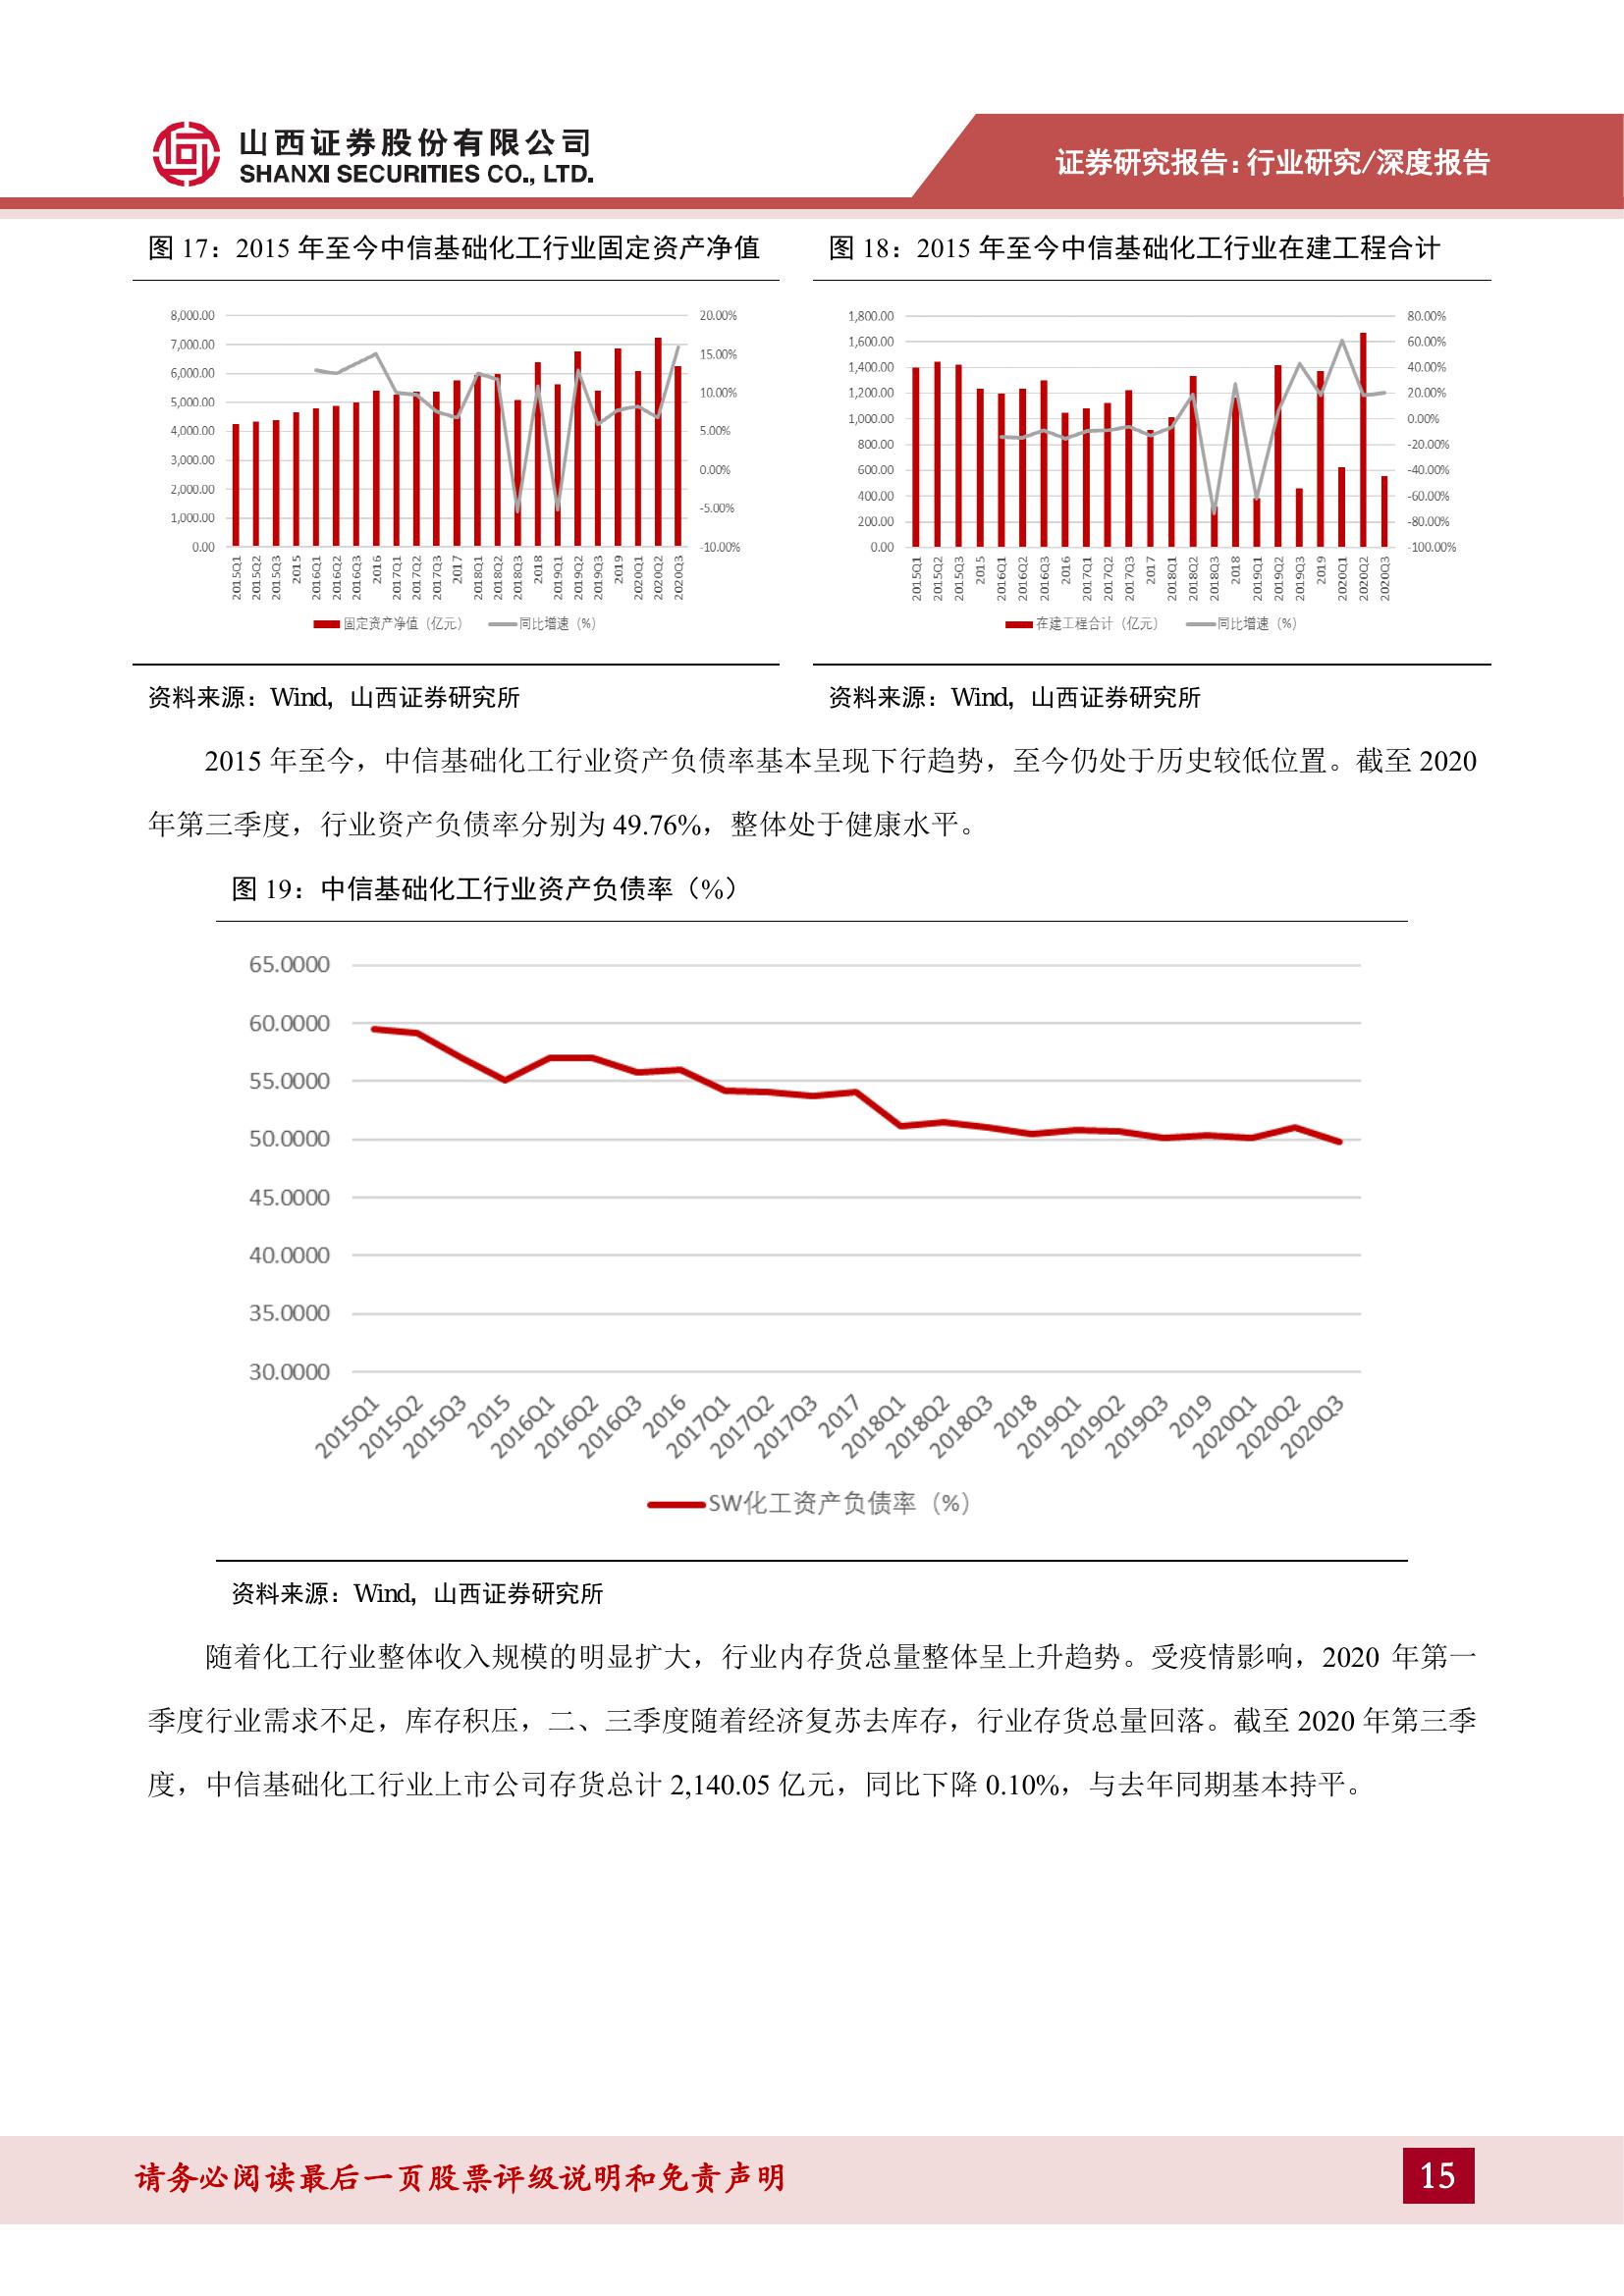 山西证券股份有限公司
SHANXI SECURITIES CO., LTD.
证券研究报告：行业研究/深度报告
图 17：2015 年至今中信基础化工行业固定资产净值
8,000.00
7,000.00
6,000.00
5,000.00
4,000.00
3,000.00
2,000.00
1,000.00
0.00
20.00%
15.00%
10.00%
5.00%
0.00%
-5.00%
-10.00%
2015Q1 2015Q2 2015Q3 2015 2016Q1 2016Q2 2016Q3 2016 2017Q1 2017Q2 2017Q3 2017 2018Q1 2018Q2 2018Q3 2018 2019Q1 2019Q2 2019Q3 2019 2020Q1 2020Q2 2020Q3
固定资产净值（亿元） 同比增速（%）
资料来源：Wind，山西证券研究所
图 18：2015 年至今中信基础化工行业在建工程合计
1,800.00
1,600.00
1,400.00
1,200.00
1,000.00
800.00
600.00
400.00
200.00
0.00
80.00%
60.00%
40.00%
20.00%
0.00%
-20.00%
-40.00%
-60.00%
-80.00%
-100.00%
2015Q1 2015Q2 2015Q3 2015 2016Q1 2016Q2 2016Q3 2016 2017Q1 2017Q2 2017Q3 2017 2018Q1 2018Q2 2018Q3 2018 2019Q1 2019Q2 2019Q3 2019 2020Q1 2020Q2 2020Q3
在建工程合计（亿元） 同比增速（%）
资料来源：Wind，山西证券研究所
2015 年至今，中信基础化工行业资产负债率基本呈现下行趋势，至今仍处于历史较低位置。截至 2020
年第三季度，行业资产负债率分别为 49.76%，整体处于健康水平。
图 19：中信基础化工行业资产负债率（%）
65.0000
60.0000
55.0000
50.0000
45.0000
40.0000
35.0000
30.0000
2015Q1 2015Q2 2015Q3 2015 2016Q1 2016Q2 2016Q3 2016 2017Q1 2017Q2 2017Q3 2017 2018Q1 2018Q2 2018Q3 2018 2019Q1 2019Q2 2019Q3 2019 2020Q1 2020Q2 2020Q3
SW化工资产负债率（%）
资料来源：Wind，山西证券研究所
随着化工行业整体收入规模的明显扩大，行业内存货总量整体呈上升趋势。受疫情影响，2020 年第一
季度行业需求不足，库存积压，二、三季度随着经济复苏去库存，行业存货总量回落。截至 2020 年第三季
度，中信基础化工行业上市公司存货总计 2,140.05 亿元，同比下降 0.10%，与去年同期基本持平。
请务必阅读最后一页股票评级说明和免责声明
15